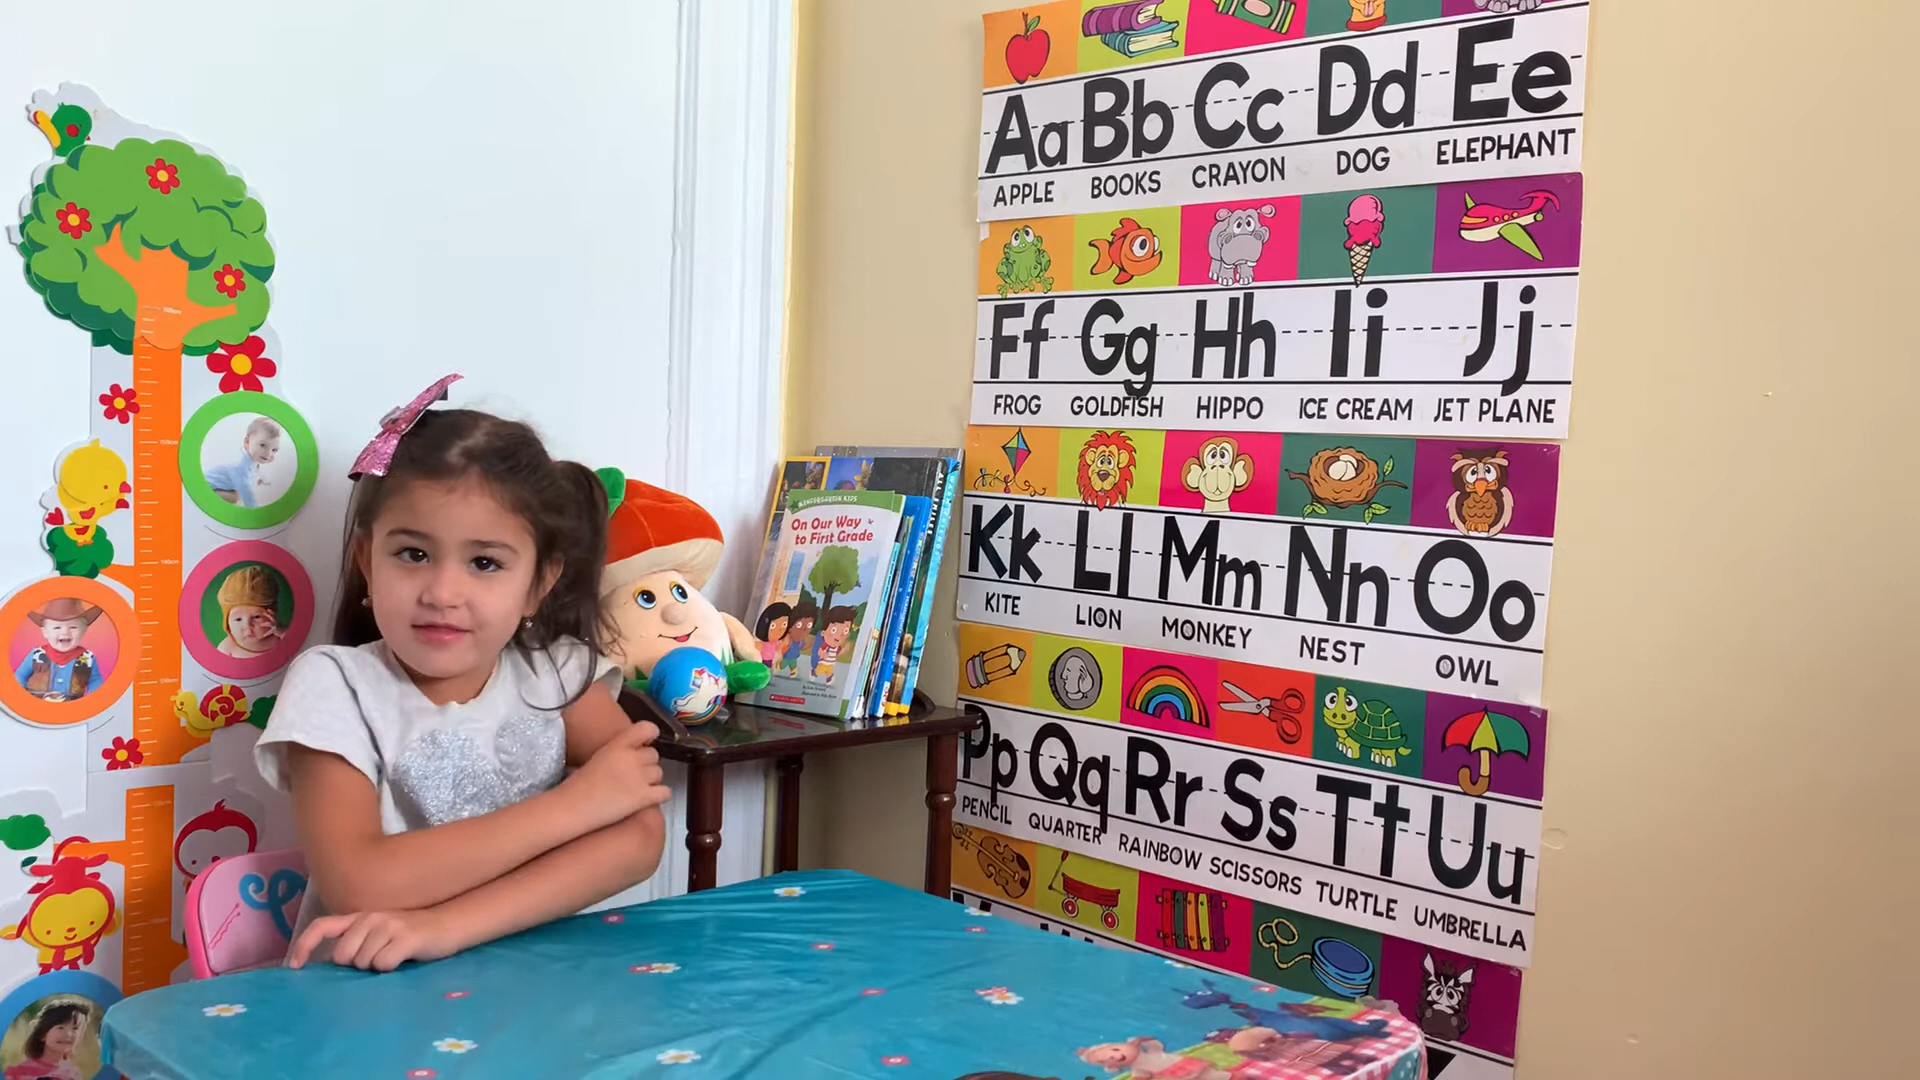 Aa Bb Cc Dd Ee
APPLE BOOKS CRAYON DOG ELEPHANT
Ff Gg Hh Ii Jj
FROG GOLDFISH HIPPO ICE CREAM JET PLANE
Kk Ll Mm Nn Oo
KITE LION MONKEY NEST OWL
Pp Qq Rr Ss Tt Uu
PENCIL QUARTER RAINBOW SCISSORS TURTLE UMBRELLA
KINDERGARTEN KIDS
On Our Way
to First Grade